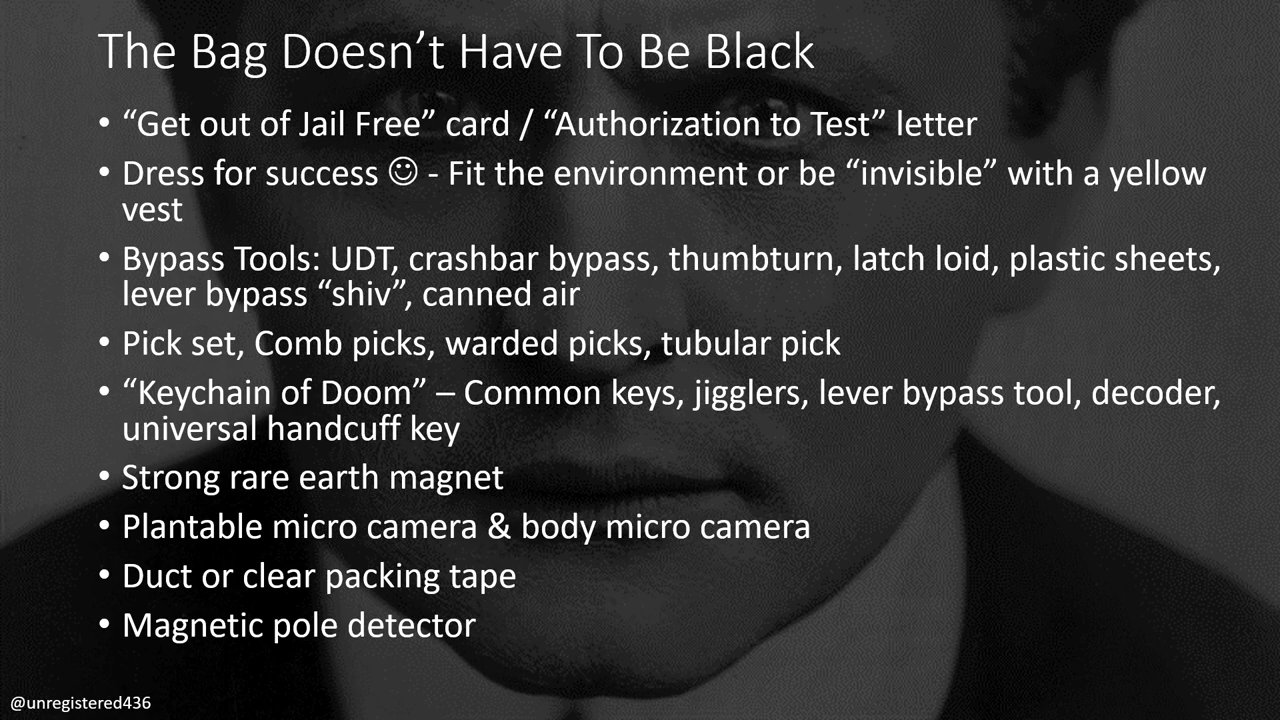 The Bag Doesn’t Have To Be Black
• “Get out of Jail Free” card / “Authorization to Test” letter
• Dress for success ☺ - Fit the environment or be “invisible” with a yellow
vest
• Bypass Tools: UDT, crashbar bypass, thumbturn, latch loid, plastic sheets,
lever bypass “shiv”, canned air
• Pick set, Comb picks, warded picks, tubular pick
• “Keychain of Doom” – Common keys, jigglers, lever bypass tool, decoder,
universal handcuff key
• Strong rare earth magnet
• Plantable micro camera & body micro camera
• Duct or clear packing tape
• Magnetic pole detector
@unregistered436